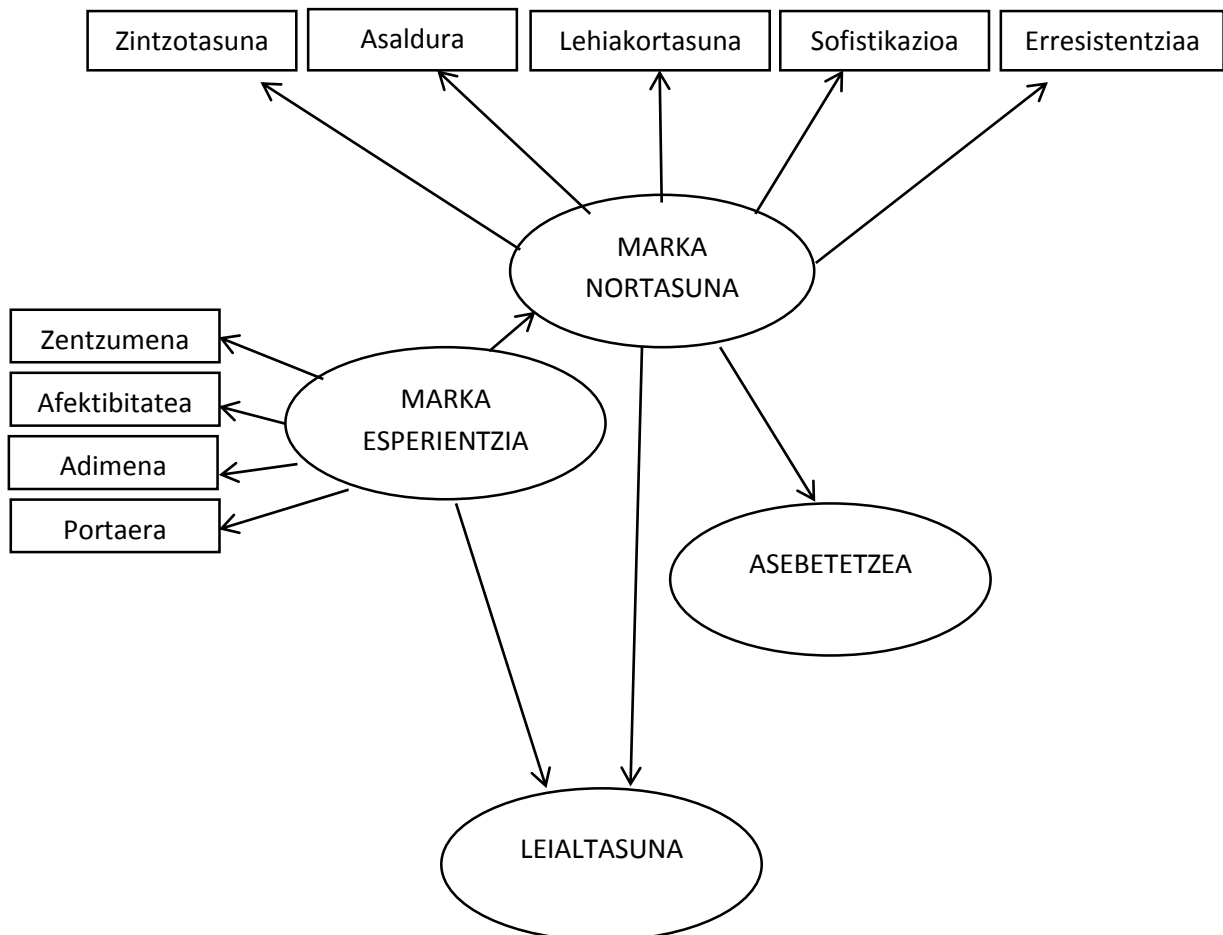 Zintzotasuna
Asaldura
Lehiakortasuna
Sofistikazioa
Erresistentziaa
MARKA
NORTASUNA
Zentzumena
Afektibitatea
Adimena
Portaera
MARKA
ESPERIENTZIA
ASEBETETZEA
LEIALTASUNA